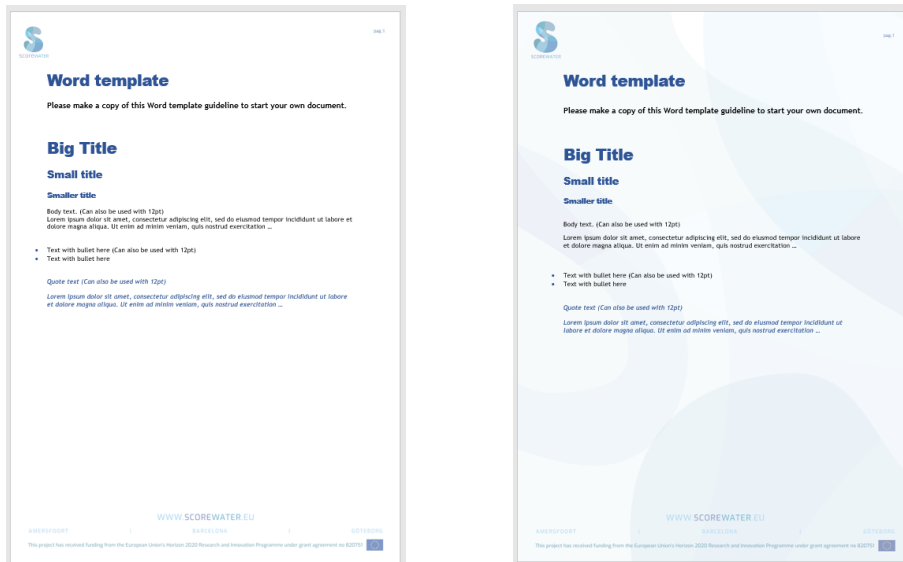 SCOREWATER
pag. 1
Word template
Please make a copy of this Word template guideline to start your own document.
Big Title
Small title
Smaller title
Body text. (Can also be used with 12pt)
Lorem ipsum dolor sit amet, consectetur adipiscing elit, sed do eiusmod tempor incididunt ut labore et
dolore magna aliqua. Ut enim ad minim veniam, quis nostrud exercitation …
• Text with bullet here (Can also be used with 12pt)
• Text with bullet here
Quote text (Can also be used with 12pt)
Lorem ipsum dolor sit amet, consectetur adipiscing elit, sed do eiusmod tempor incididunt ut labore
et dolore magna aliqua. Ut enim ad minim veniam, quis nostrud exercitation …
WWW.SCOREWATER.EU
AMERSFOORT | BARCELONA | GÖTEBORG
This project has received funding from the European Union's Horizon 2020 Research and Innovation Programme under grant agreement no 820751
SCOREWATER
pag. 1
Word template
Please make a copy of this Word template guideline to start your own document.
Big Title
Small title
Smaller title
Body text. (Can also be used with 12pt)
Lorem ipsum dolor sit amet, consectetur adipiscing elit, sed do eiusmod tempor incididunt ut labore
et dolore magna aliqua. Ut enim ad minim veniam, quis nostrud exercitation …
• Text with bullet here (Can also be used with 12pt)
• Text with bullet here
Quote text (Can also be used with 12pt)
Lorem ipsum dolor sit amet, consectetur adipiscing elit, sed do eiusmod tempor incididunt ut
labore et dolore magna aliqua. Ut enim ad minim veniam, quis nostrud exercitation …
WWW.SCOREWATER.EU
AMERSFOORT | BARCELONA | GÖTEBORG
This project has received funding from the European Union's Horizon 2020 Research and Innovation Programme under grant agreement no 820751